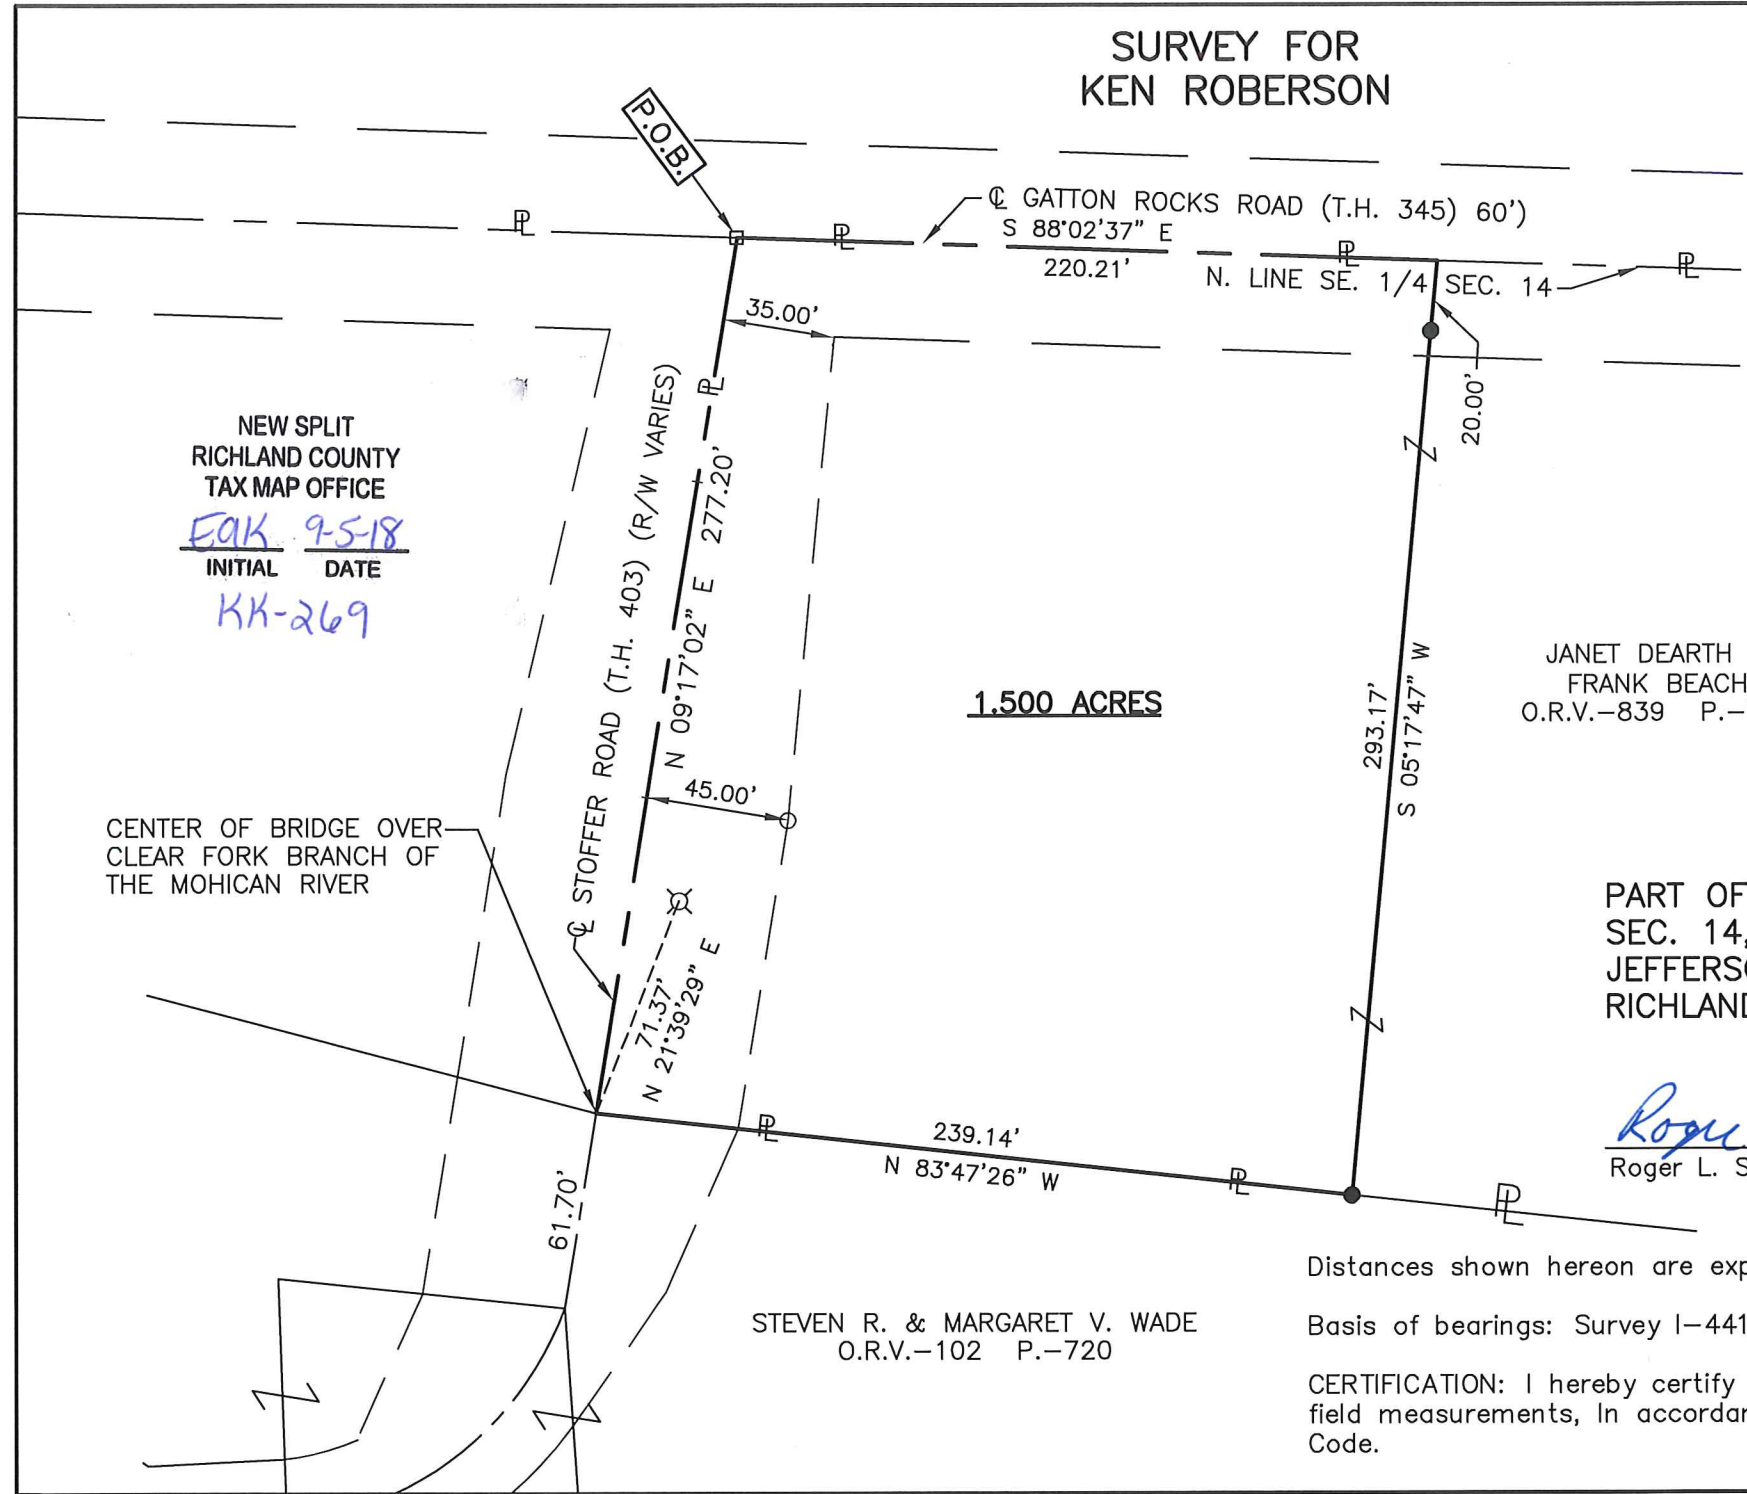 SURVEY FOR
KEN ROBERSON
P.O.B.
℄ GATTON ROCKS ROAD (T.H. 345) 60')
S 88°02'37" E
220.21'
N. LINE SE. 1/4 SEC. 14
35.00'
20.00'
NEW SPLIT
RICHLAND COUNTY
TAX MAP OFFICE
EAK 9-5-18
INITIAL DATE
KK-269
℄ STOFFER ROAD (T.H. 403) (R/W VARIES)
N 09°17'02" E 277.20'
1.500 ACRES
293.17'
S 05°17'47" W
JANET DEARTH
FRANK BEACH
O.R.V.-839 P.-
45.00'
CENTER OF BRIDGE OVER
CLEAR FORK BRANCH OF
THE MOHICAN RIVER
71.37'
N 21°39'29" E
PART OF
SEC. 14,
JEFFERSO
RICHLAND
239.14'
N 83°47'26" W
Roger
Roger L. S
61.70'
STEVEN R. & MARGARET V. WADE
O.R.V.-102 P.-720
Distances shown hereon are exp
Basis of bearings: Survey I-441
CERTIFICATION: I hereby certify
field measurements, In accordan
Code.